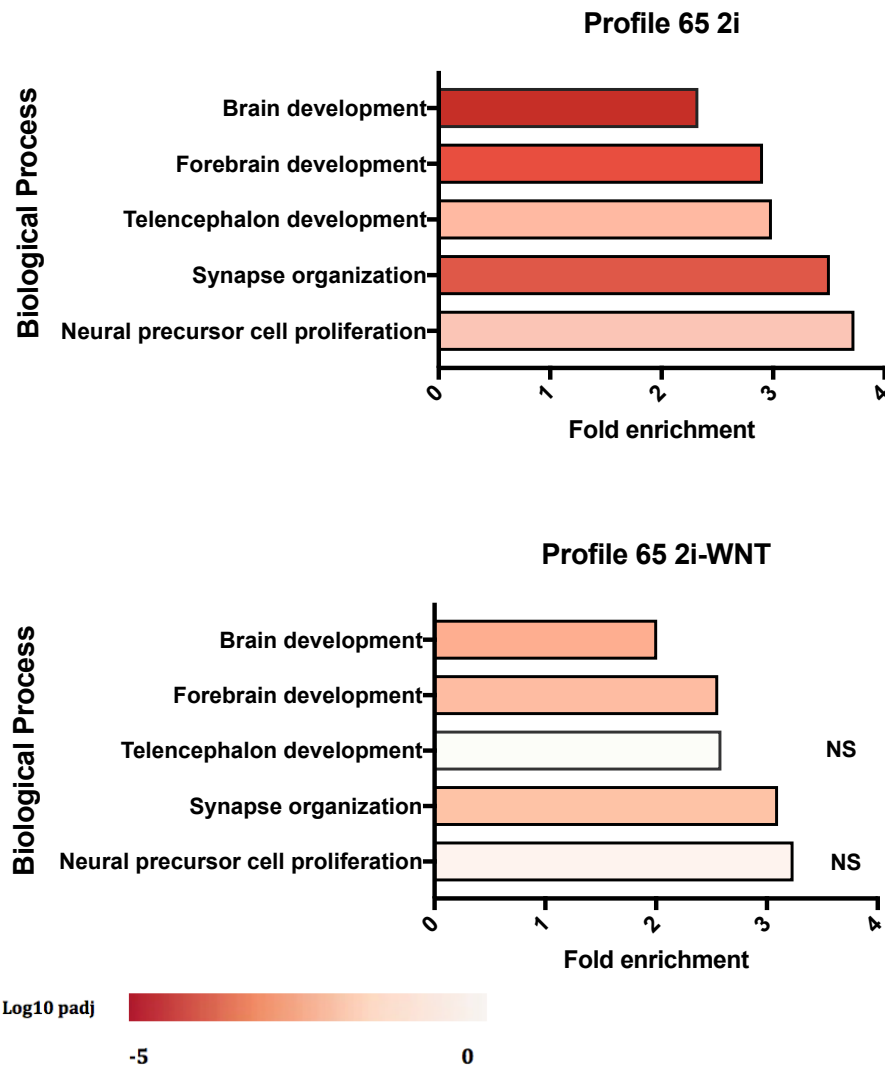 Profile 65 2i
Biological Process
Brain development
Forebrain development
Telencephalon development
Synapse organization
Neural precursor cell proliferation
0 1 2 3 4
Fold enrichment
Profile 65 2i-WNT
Biological Process
Brain development
Forebrain development
Telencephalon development NS
Synapse organization
Neural precursor cell proliferation NS
0 1 2 3 4
Fold enrichment
Log10 padj
-5 0